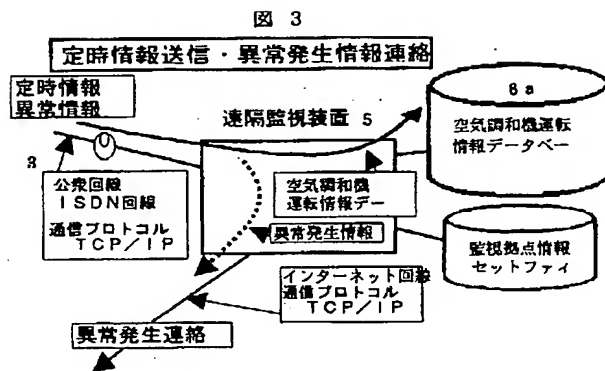 図 3
定時情報送信・異常発生情報連絡
定時情報
異常情報
遠隔監視装置 5
6a
空気調和機運転
情報データベー
3
公衆回線
ISDN回線
通信プロトコル
TCP/IP
空気調和機
運転情報デー
異常発生情報
監視拠点情報
セットファィ
インターネット回線
通信プロトコル
TCP/IP
異常発生連絡